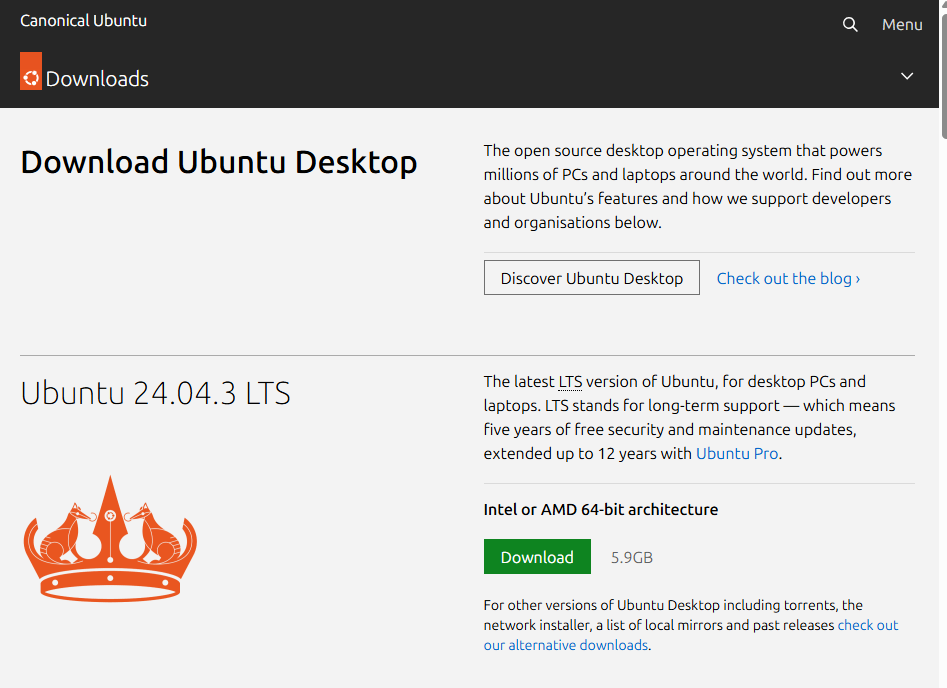 Canonical Ubuntu
Menu
Downloads
Download Ubuntu Desktop
The open source desktop operating system that powers
millions of PCs and laptops around the world. Find out more
about Ubuntu’s features and how we support developers
and organisations below.
Discover Ubuntu Desktop
Check out the blog ›
Ubuntu 24.04.3 LTS
The latest LTS version of Ubuntu, for desktop PCs and
laptops. LTS stands for long-term support — which means
five years of free security and maintenance updates,
extended up to 12 years with Ubuntu Pro.
Intel or AMD 64-bit architecture
Download
5.9GB
For other versions of Ubuntu Desktop including torrents, the
network installer, a list of local mirrors and past releases check out
our alternative downloads.